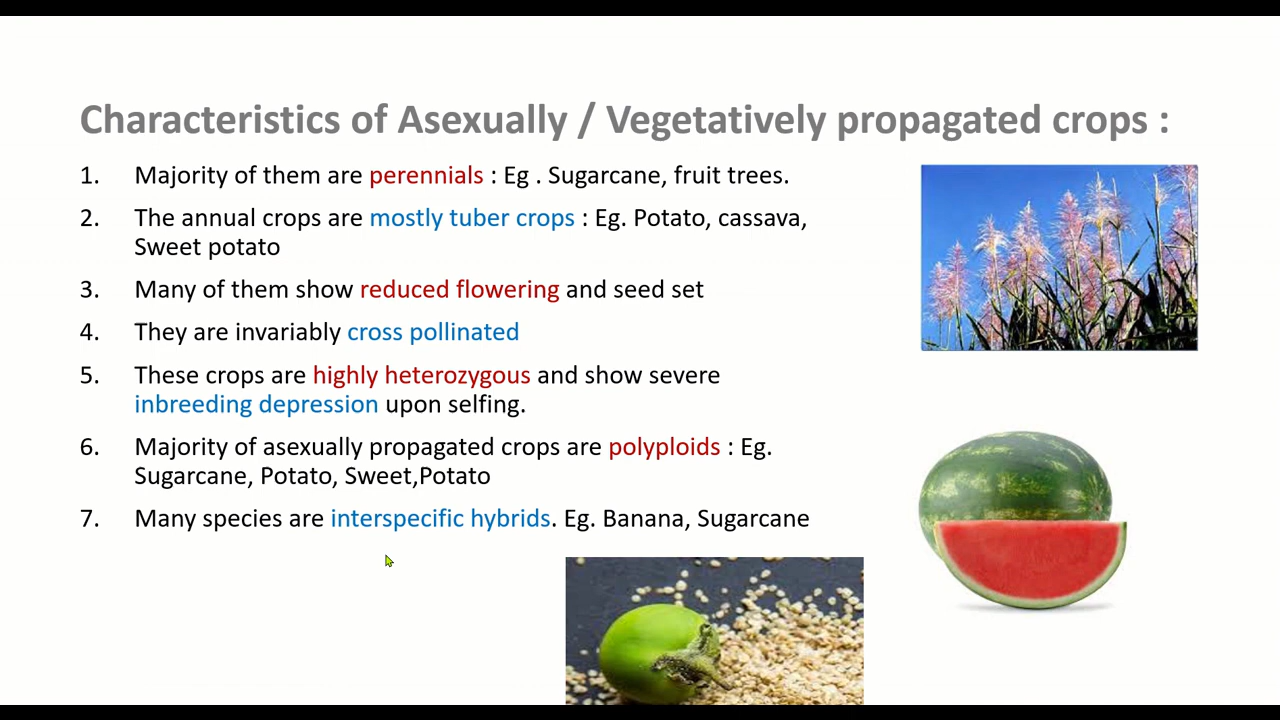 Characteristics of Asexually / Vegetatively propagated crops :
1. Majority of them are perennials : Eg . Sugarcane, fruit trees.
2. The annual crops are mostly tuber crops : Eg. Potato, cassava,
Sweet potato
3. Many of them show reduced flowering and seed set
4. They are invariably cross pollinated
5. These crops are highly heterozygous and show severe
inbreeding depression upon selfing.
6. Majority of asexually propagated crops are polyploids : Eg.
Sugarcane, Potato, Sweet,Potato
7. Many species are interspecific hybrids. Eg. Banana, Sugarcane